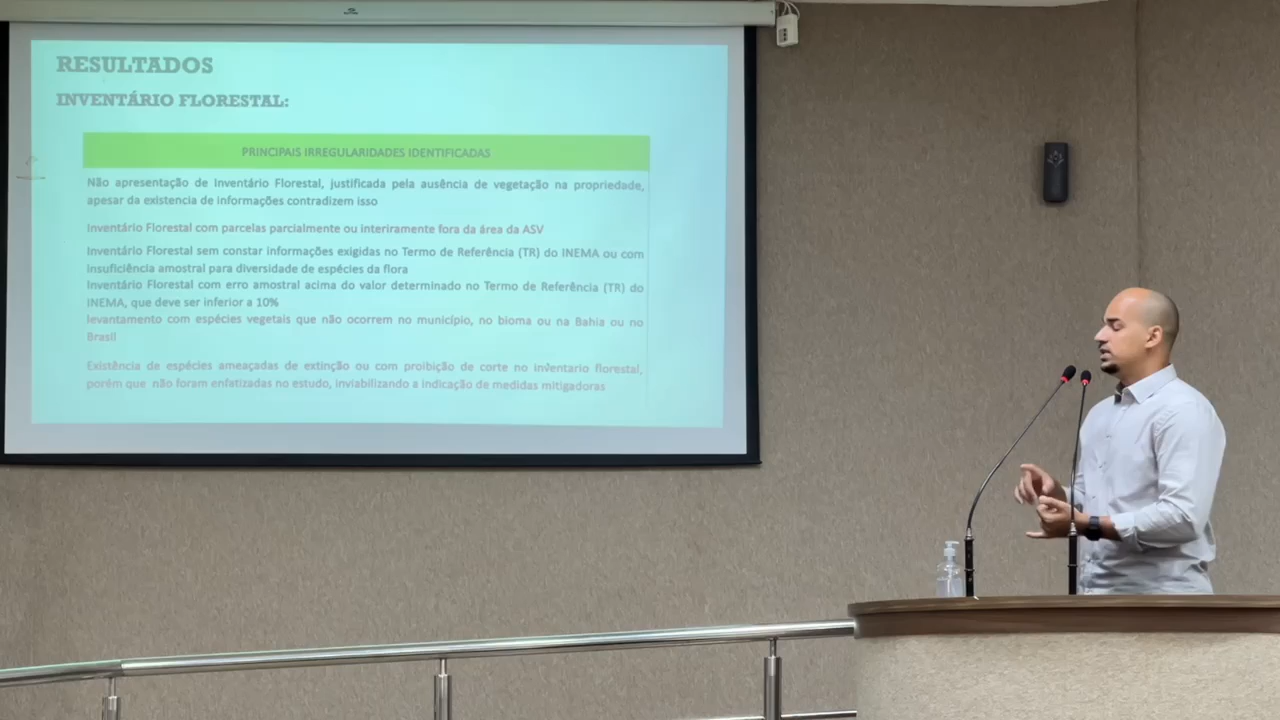 RESULTADOS
INVENTÁRIO FLORESTAL:
PRINCIPAIS IRREGULARIDADES IDENTIFICADAS
Não apresentação de Inventário Florestal, justificada pela ausência de vegetação na propriedade,
apesar da existencia de informações contradizem isso
Inventário Florestal com parcelas parcialmente ou interiramente fora da área da ASV
Inventário Florestal sem constar informações exigidas no Termo de Referência (TR) do INEMA ou com
insuficiência amostral para diversidade de espécies da flora
Inventário Florestal com erro amostral acima do valor determinado no Termo de Referência (TR) do
INEMA, que deve ser inferior a 10%
levantamento com espécies vegetais que não ocorrem no município, no bioma ou na Bahia ou no
Brasil
Existência de espécies ameaçadas de extinção ou com proibição de corte no inventario florestal,
porém que não foram enfatizadas no estudo, inviabilizando a indicação de medidas mitigadoras